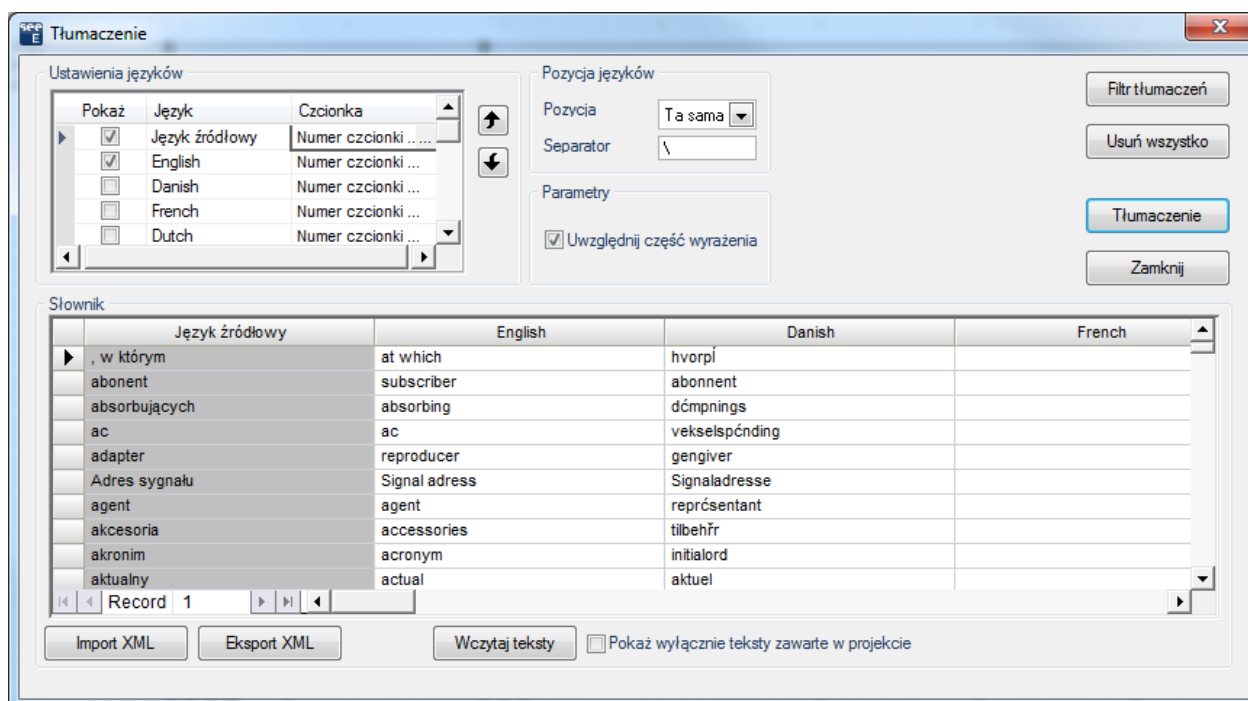 see E Tłumaczenie
Ustawienia języków
Pokaż Język Czcionka
Język źródłowy Numer czcionki .. ...
English Numer czcionki ...
Danish Numer czcionki ...
French Numer czcionki ...
Dutch Numer czcionki ...
Pozycja języków
Pozycja Ta sama
Separator \
Parametry
Uwzględnij część wyrażenia
Filtr tłumaczeń
Usuń wszystko
Tłumaczenie
Zamknij
Słownik
Język źródłowy English Danish French
, w którym at which hvorpĺ
abonent subscriber abonnent
absorbujących absorbing dćmpnings
ac ac vekselspćnding
adapter reproducer gengiver
Adres sygnału Signal adress Signaladresse
agent agent reprćsentant
akcesoria accessories tilbehřr
akronim acronym initialord
aktualny actual aktuel
Record 1
Import XML Eksport XML Wczytaj teksty Pokaż wyłącznie teksty zawarte w projekcie